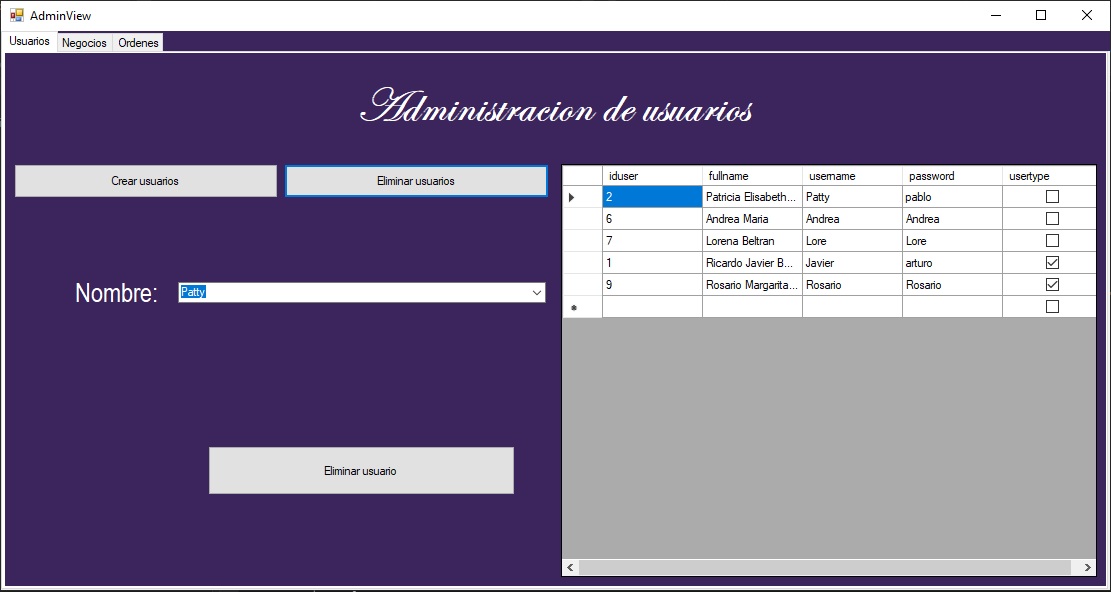 AdminView
Usuarios Negocios Ordenes
Administracion de usuarios
Crear usuarios Eliminar usuarios
Nombre: Patty
Eliminar usuario
iduser fullname username password usertype
2 Patricia Elisabeth... Patty pablo
6 Andrea Maria Andrea Andrea
7 Lorena Beltran Lore Lore
1 Ricardo Javier B... Javier arturo
9 Rosario Margarita... Rosario Rosario